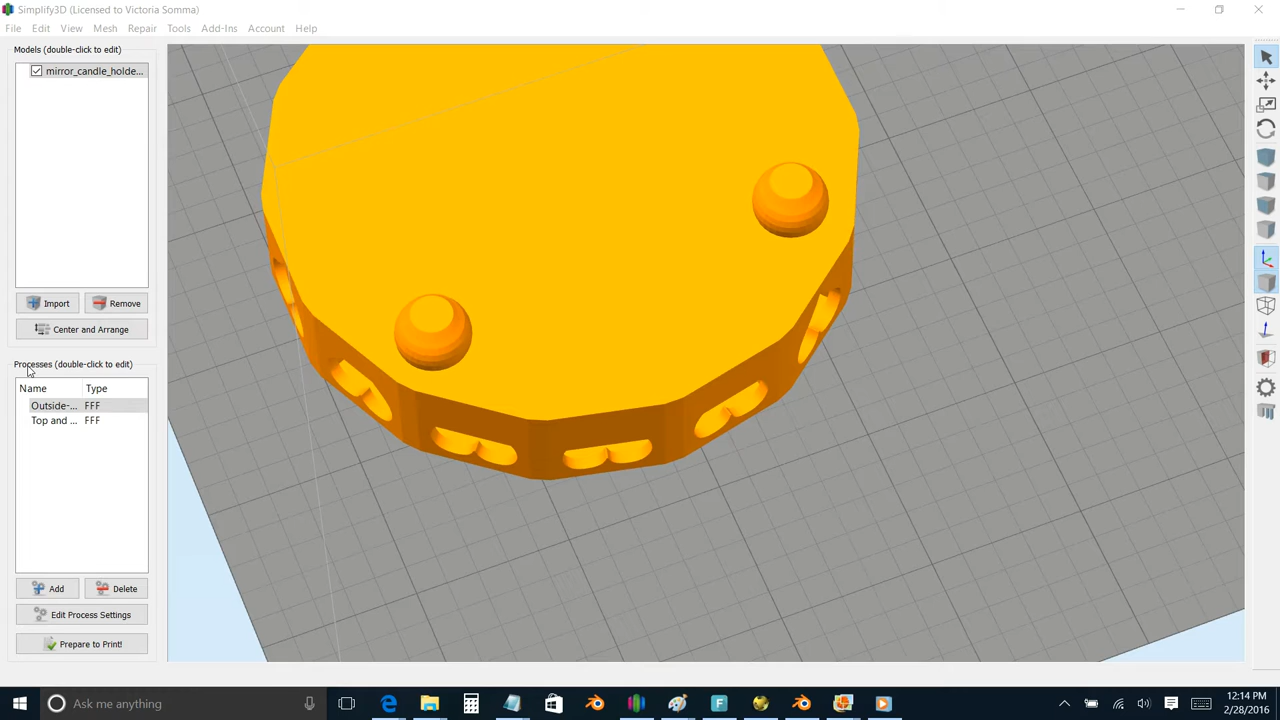 Simplify3D (Licensed to Victoria Somma)
File Edit View Mesh Repair Tools Add-Ins Account Help
Models (double-click to edit)
mirror_candle_holde...
Import Remove
Center and Arrange
Processes (double-click to edit)
Name Type
Outside-... FFF
Top and ... FFF
Add Delete
Edit Process Settings
Prepare to Print!
Ask me anything
12:14 PM
2/28/2016